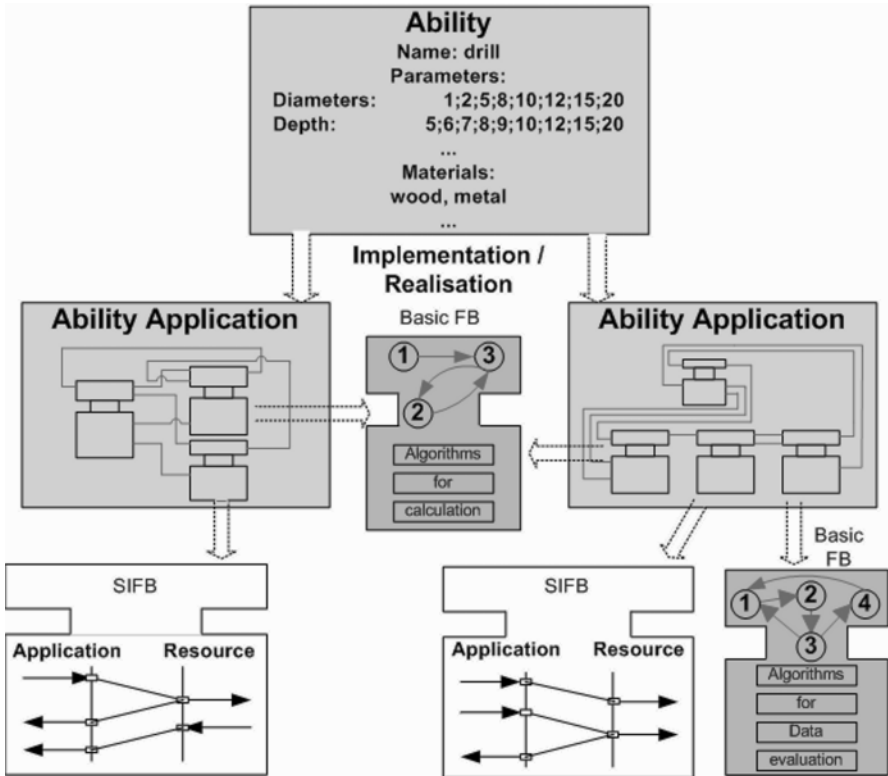 Ability
Name: drill
Parameters:
Diameters: 1;2;5;8;10;12;15;20
Depth: 5;6;7;8;9;10;12;15;20
...
Materials:
wood, metal
...
Implementation /
Realisation
Ability Application
Basic FB
1
3
2
Algorithms
for
calculation
Ability Application
SIFB
Application Resource
SIFB
Application Resource
Basic
FB
1
2
4
3
Algorithms
for
Data
evaluation